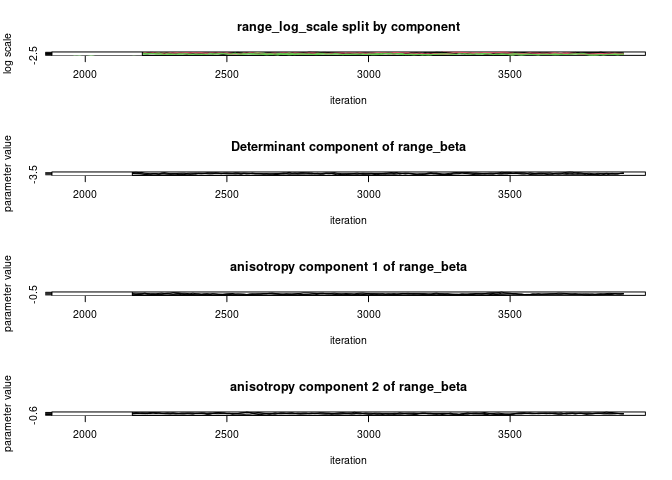 range_log_scale split by component
log scale
-2.5
2000 2500 3000 3500
iteration
Determinant component of range_beta
parameter value
-3.5
2000 2500 3000 3500
iteration
anisotropy component 1 of range_beta
parameter value
-0.5
2000 2500 3000 3500
iteration
anisotropy component 2 of range_beta
parameter value
-0.6
2000 2500 3000 3500
iteration